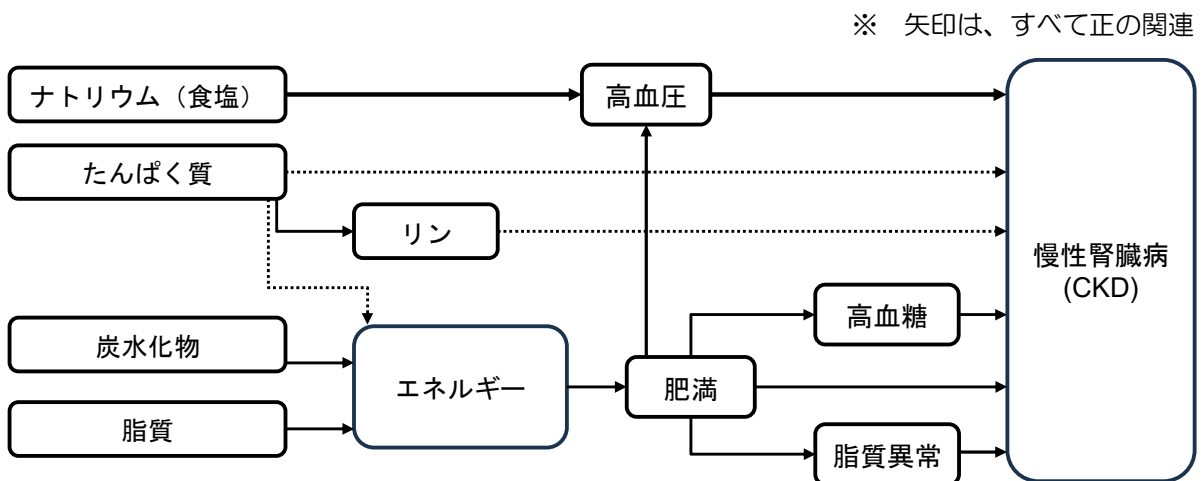 ※　矢印は、すべて正の関連
ナトリウム（食塩）
高血圧
たんぱく質
リン
慢性腎臓病
(CKD)
高血糖
炭水化物
エネルギー
肥満
脂質
脂質異常